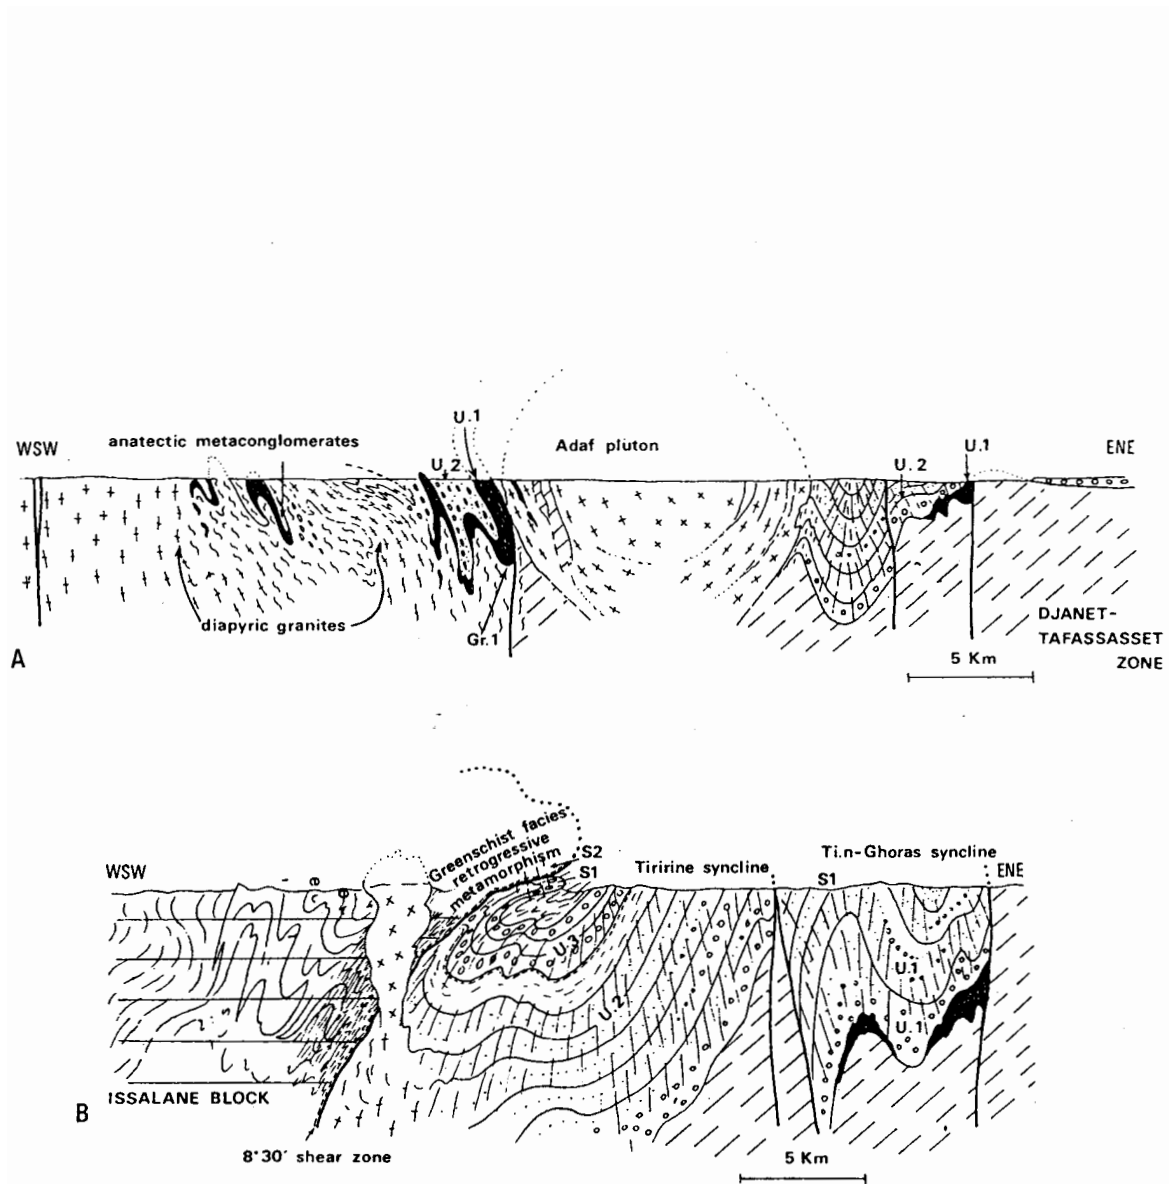 U.1
WSW
anatectic metaconglomerates
U.2
Adaf pluton
U.2
U.1
ENE
diapyric granites
Gr.1
DJANET-
TAFASSASSET
ZONE
A
5 Km
Greenschist facies
retrogressive
metamorphism
S2
S1
WSW
Tiririne syncline
Ti.n-Ghoras syncline
S1
ENE
U.3
U.2
U.1
U.1
ISSALANE BLOCK
B
8°30' shear zone
5 Km